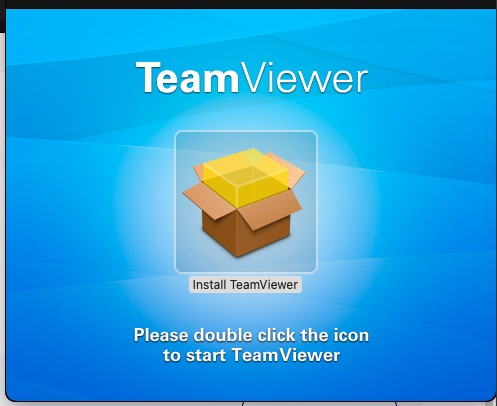 TeamViewer
Install TeamViewer
Please double click the icon
to start TeamViewer